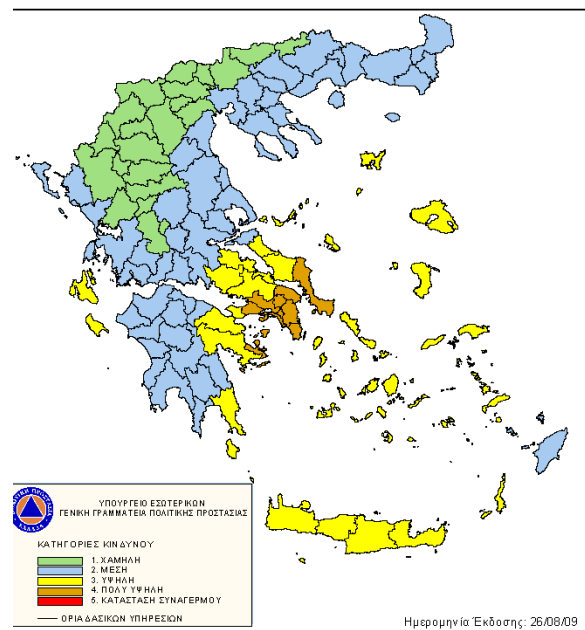 ΥΠΟΥΡΓΕΙΟ ΕΣΩΤΕΡΙΚΩΝ
ΓΕΝΙΚΗ ΓΡΑΜΜΑΤΕΙΑ ΠΟΛΙΤΙΚΗΣ ΠΡΟΣΤΑΣΙΑΣ
ΚΑΤΗΓΟΡΙΕΣ ΚΙΝΔΥΝΟΥ
1. ΧΑΜΗΛΗ
2. ΜΕΣΗ
3. ΥΨΗΛΗ
4. ΠΟΛΥ ΥΨΗΛΗ
5. ΚΑΤΑΣΤΑΣΗ ΣΥΝΑΓΕΡΜΟΥ
ΟΡΙΑ ΔΑΣΙΚΩΝ ΥΠΗΡΕΣΙΩΝ
Ημερομηνία Έκδοσης: 26/08/09